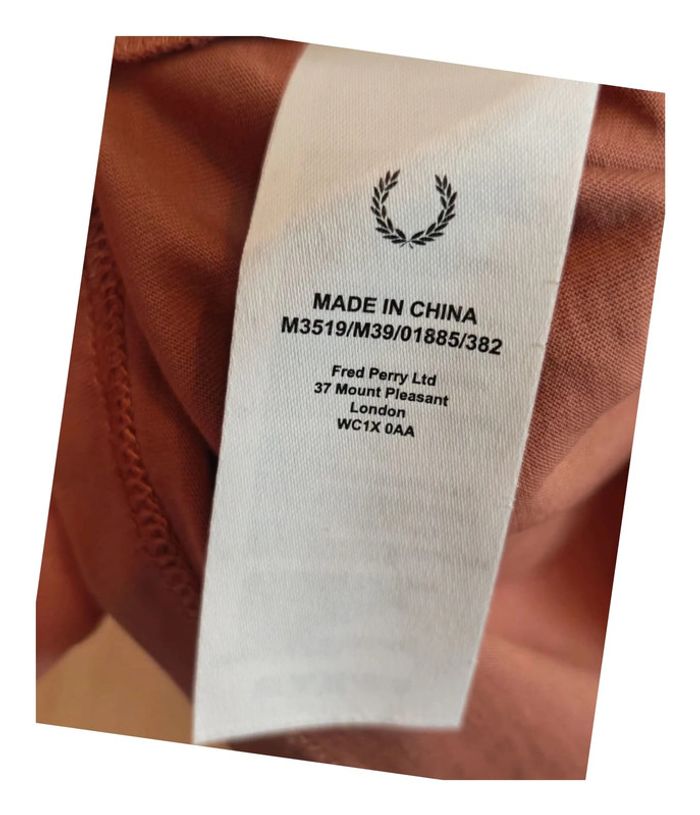 MADE IN CHINA
M3519/M39/01885/382
Fred Perry Ltd
37 Mount Pleasant
London
WC1X 0AA